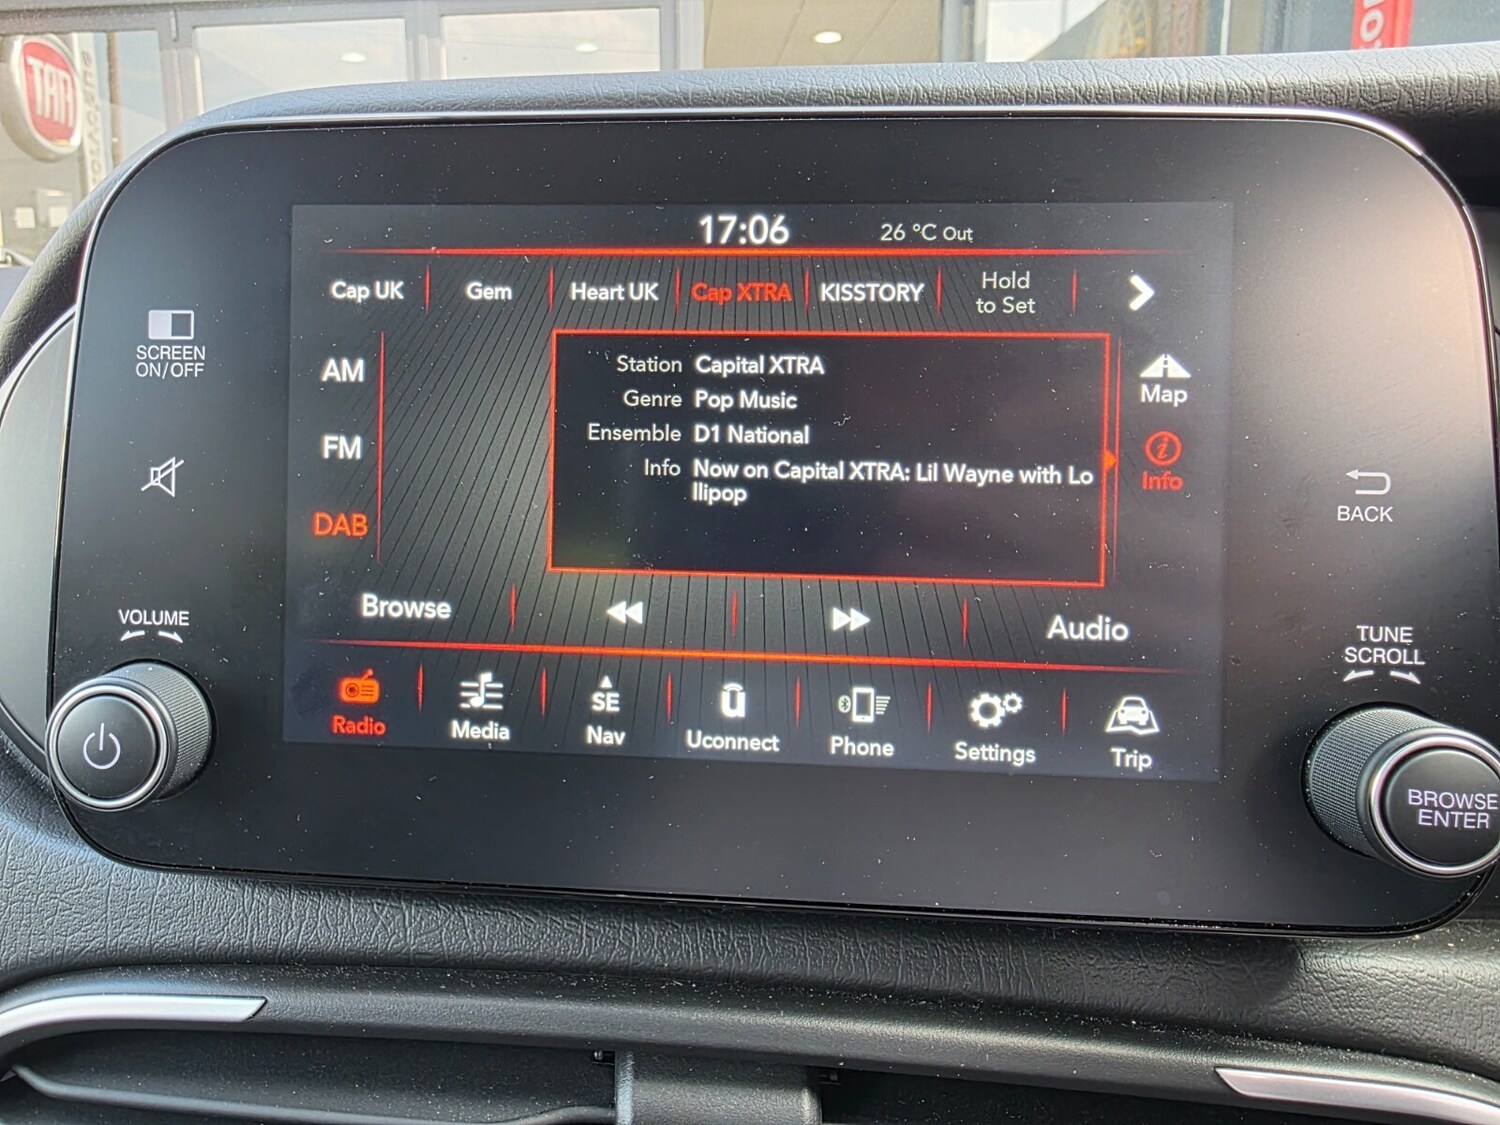 FIAT
17:06
26 °C Out
Cap UK
Gem
Heart UK
Cap XTRA
KISSTORY
Hold
to Set
SCREEN
ON/OFF
AM
FM
DAB
Station Capital XTRA
Genre Pop Music
Ensemble D1 National
Info Now on Capital XTRA: Lil Wayne with Lo
llipop
Map
Info
BACK
VOLUME
Browse
Audio
TUNE
SCROLL
Radio
Media
SE
Nav
u
Uconnect
Phone
Settings
Trip
BROWSE
ENTER